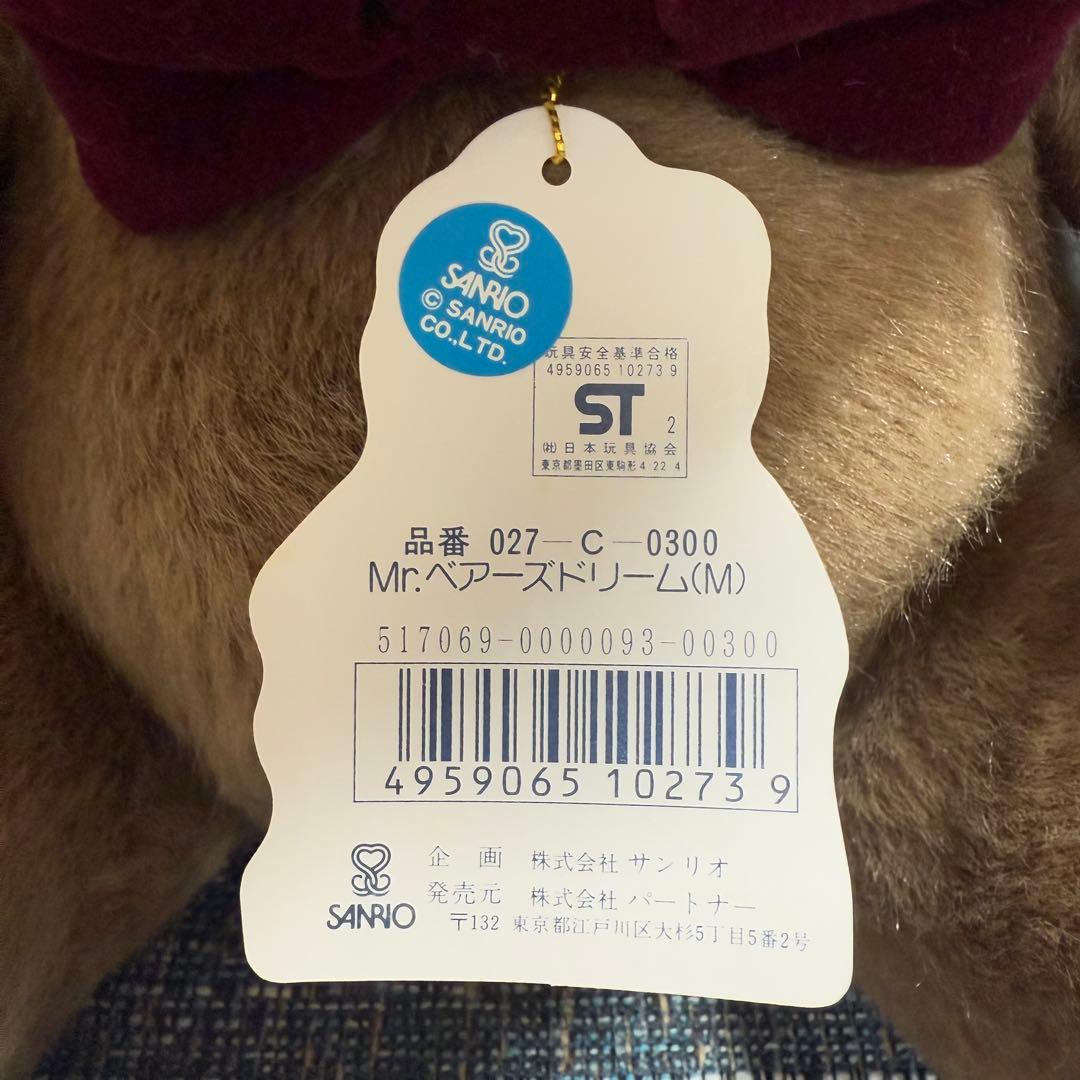 SANRIO
© SANRIO
CO.,LTD.
玩具安全基準合格
4959065 10273 9
ST 2
㈳日本玩具協会
東京都墨田区東駒形4 22 4
品番 027-C-0300
Mr.ベアーズドリーム(M)
517069-0000093-00300
4959065 10273 9
SANRIO
企画 株式会社 サンリオ
発売元 株式会社 パートナー
〒132 東京都江戸川区大杉5丁目5番2号